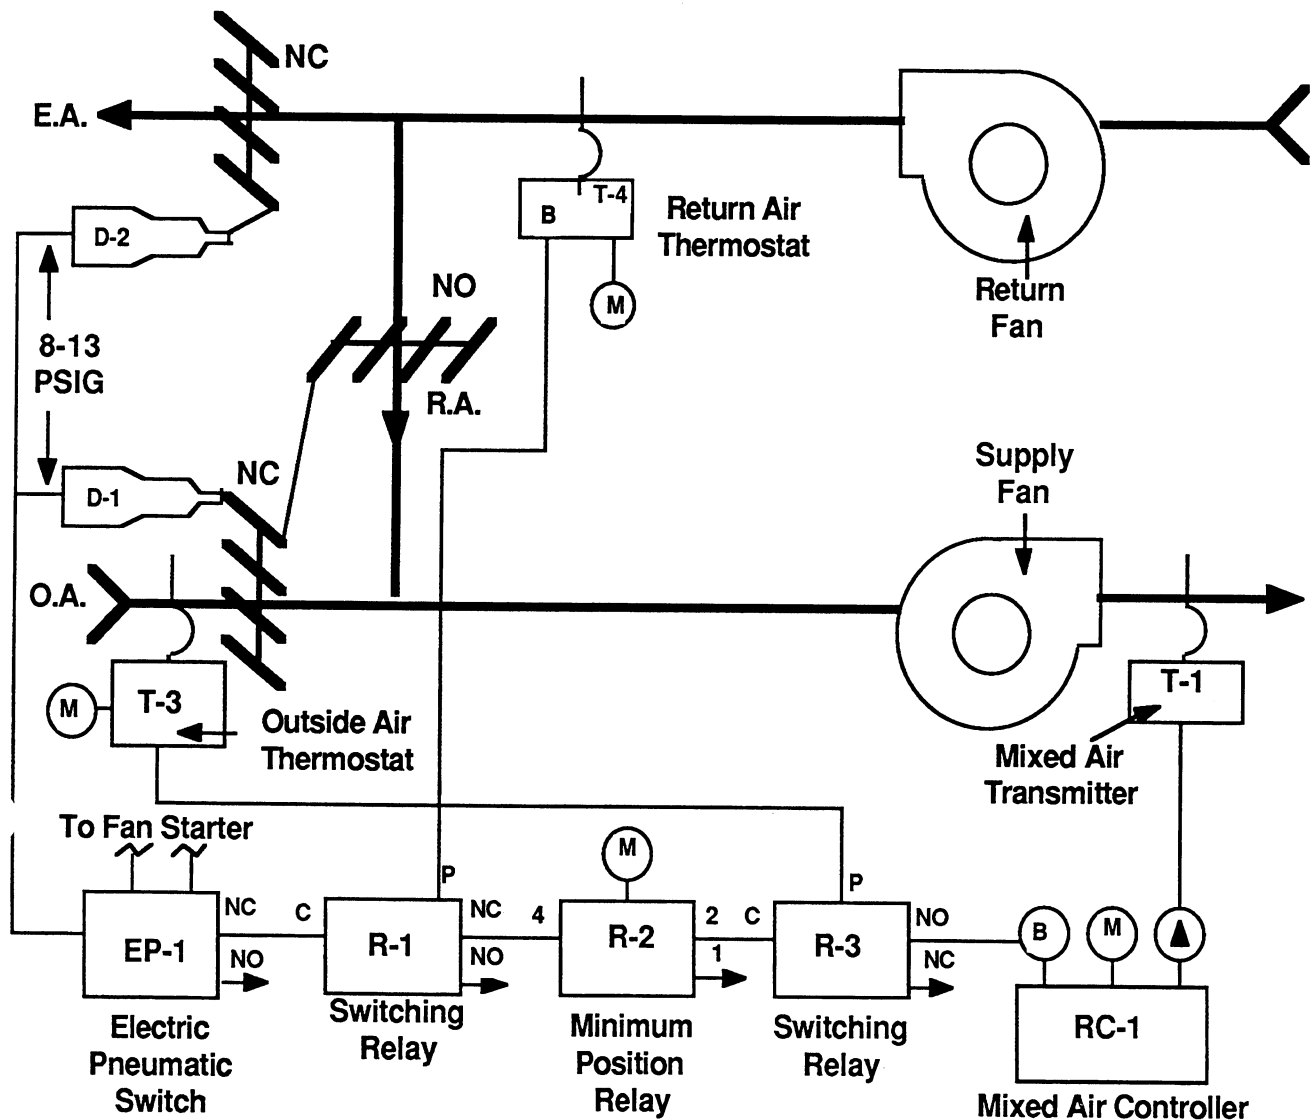 NC
E.A.
T-4
B
Return Air
Thermostat
D-2
M
NO
Return
Fan
8-13
PSIG
R.A.
NC
D-1
Supply
Fan
O.A.
T-3
M
T-1
Outside Air
Thermostat
Mixed Air
Transmitter
To Fan Starter
M
P
P
NC
C
NC
4
2
C
NO
B
M
EP-1
R-1
R-2
R-3
NO
NO
1
NC
RC-1
Electric
Pneumatic
Switch
Switching
Relay
Minimum
Position
Relay
Switching
Relay
Mixed Air Controller